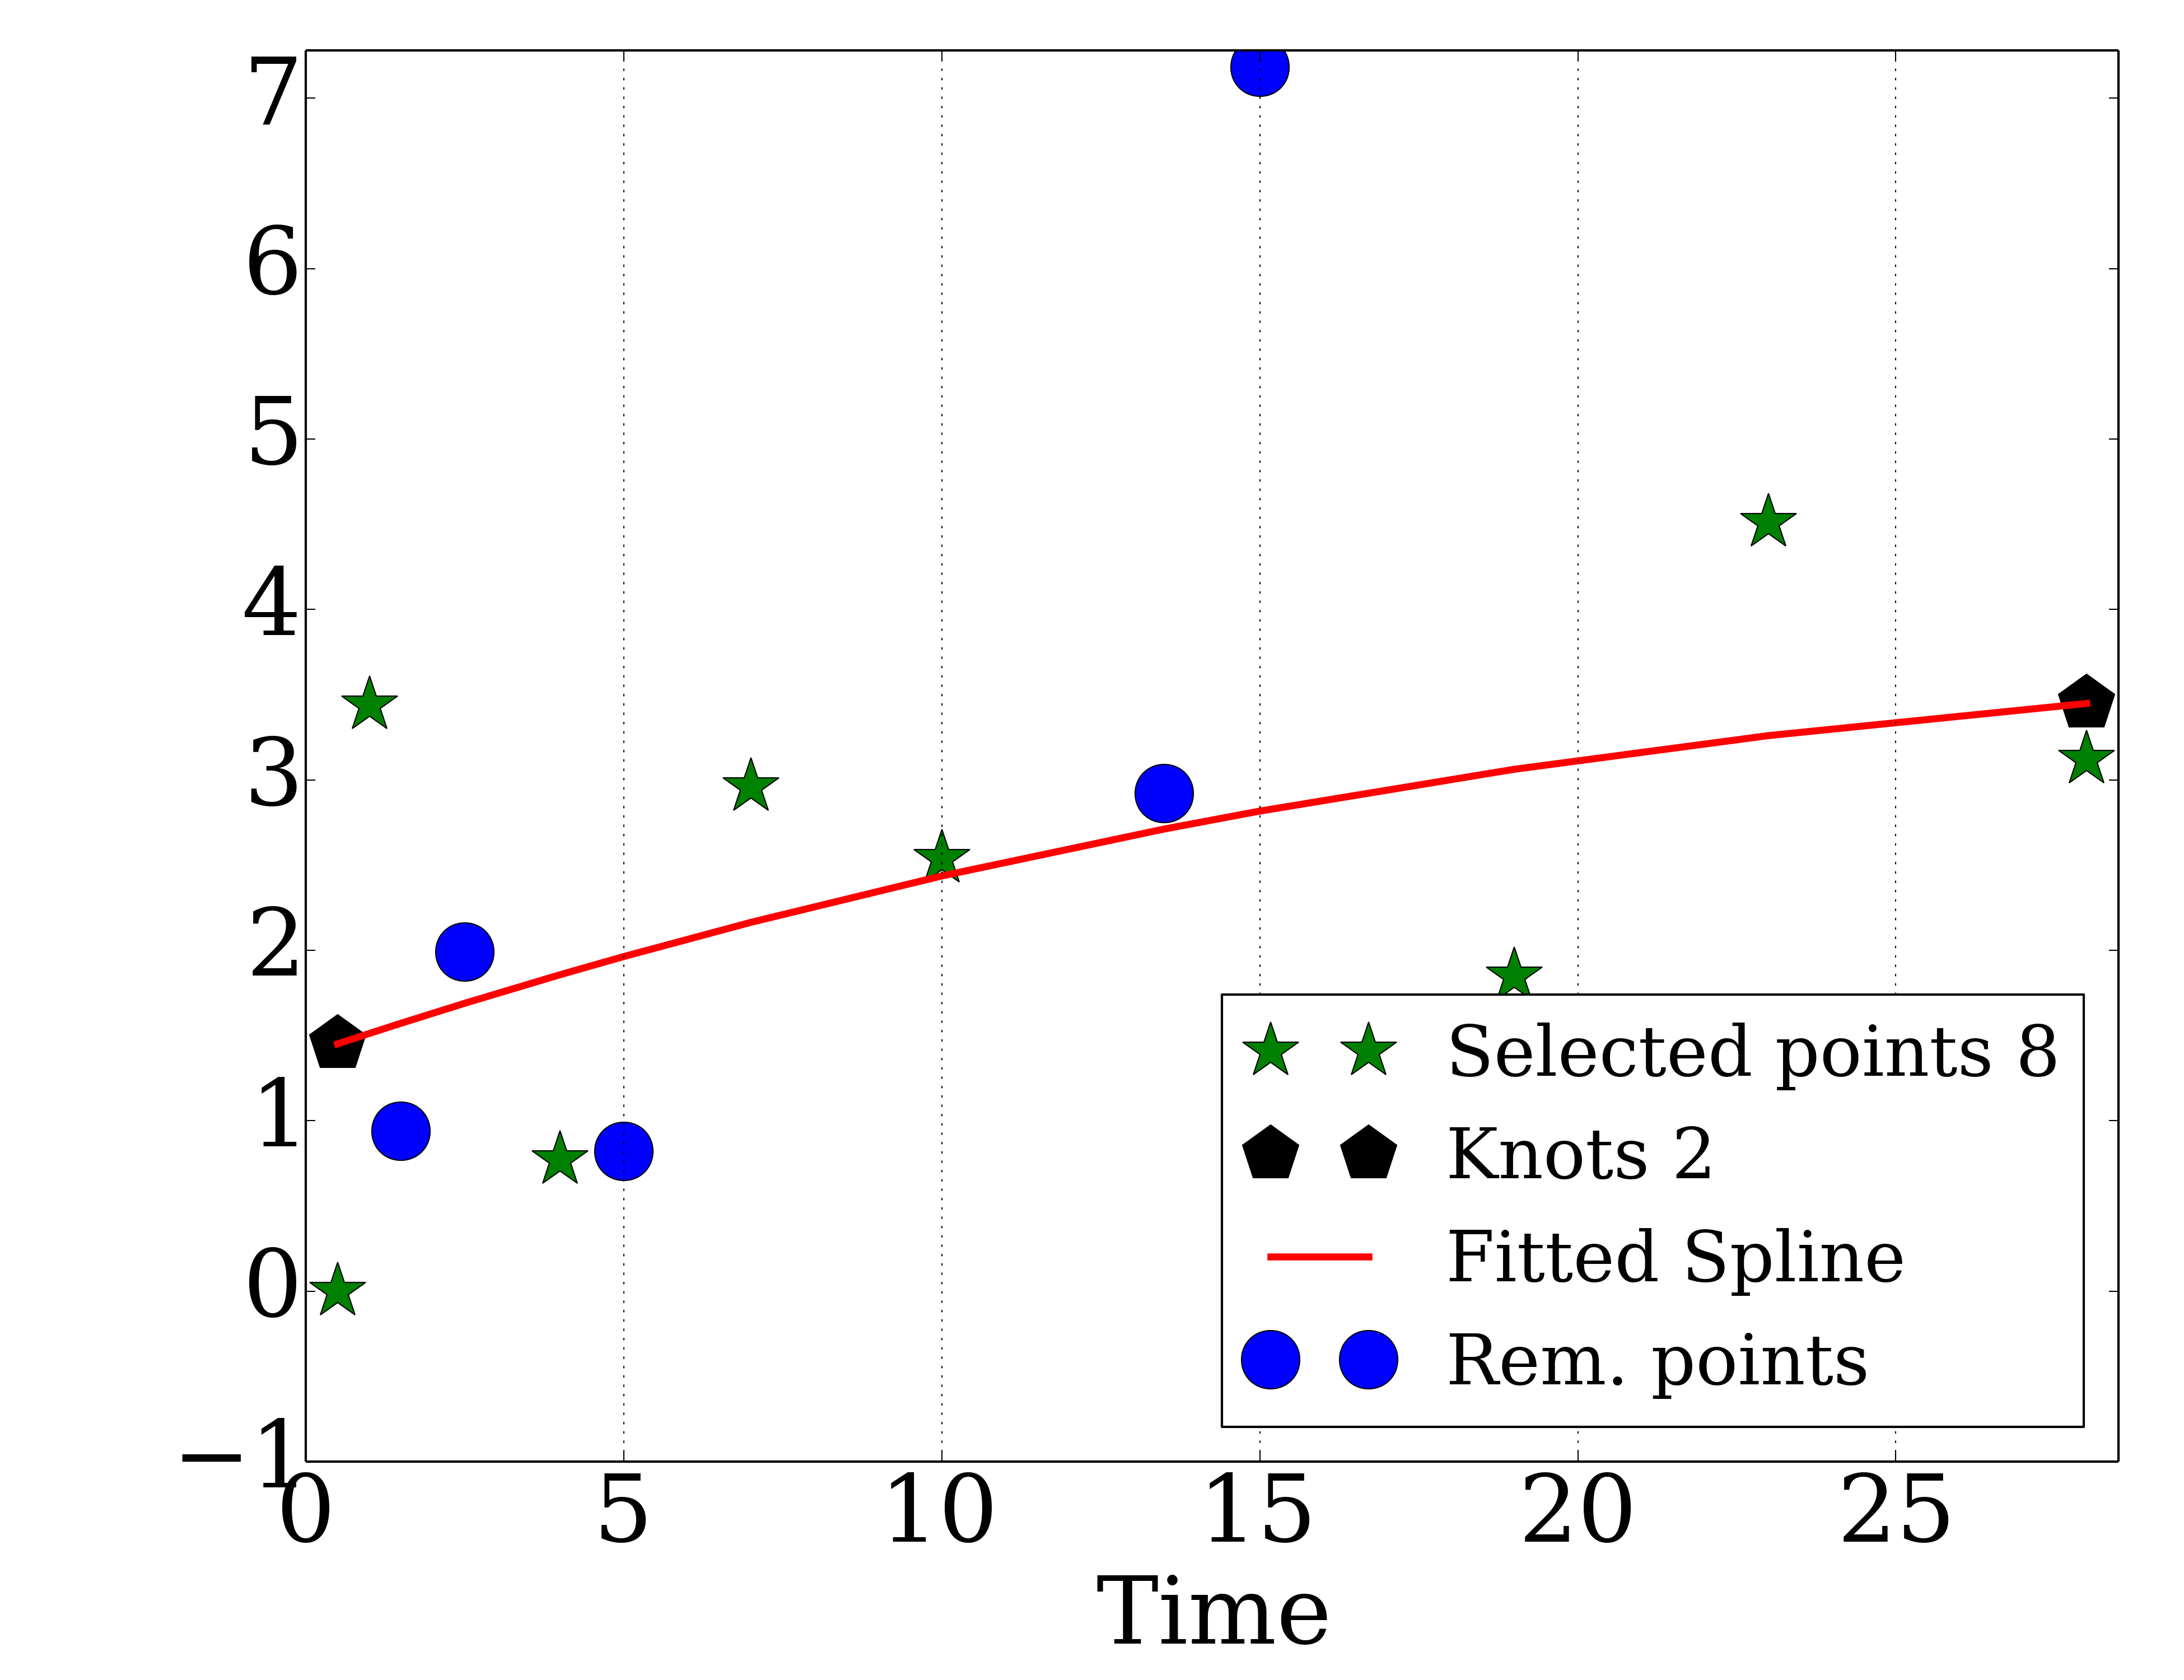 7
6
5
4
3
2
1
0
−1
0 5 10 15 20 25
Time
Selected points 8
Knots 2
Fitted Spline
Rem. points